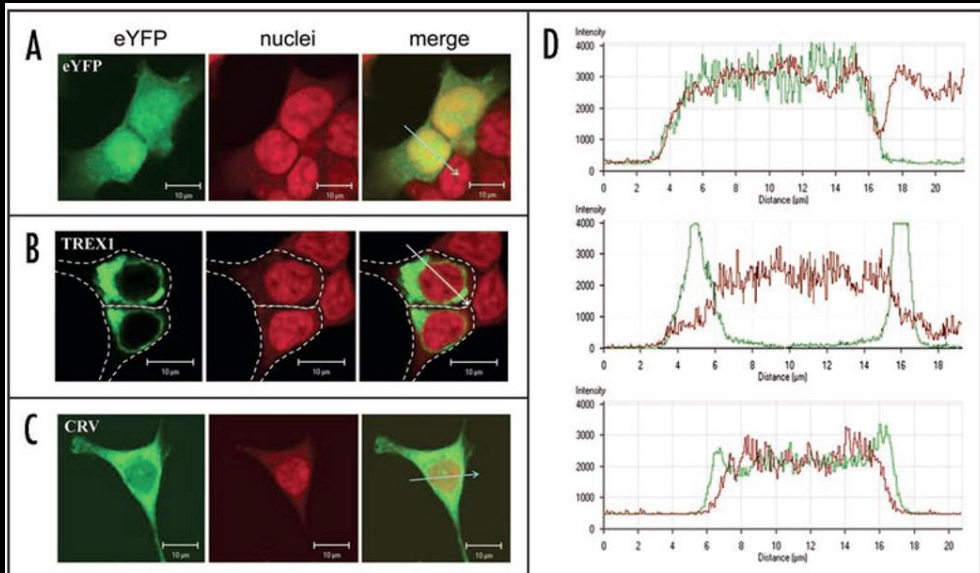 eYFP nuclei merge
A
eYFP
10 µm 10 µm 10 µm
B
TREX1
10 µm 10 µm 10 µm
C
CRV
10 µm 10 µm 10 µm
D
Intensity
4000
3000
2000
1000
0
0 2 4 6 8 10 12 14 16 18 20
Distance [µm]
Intensity
4000
3000
2000
1000
0
0 2 4 6 8 10 12 14 16 18
Distance [µm]
Intensity
4000
3000
2000
1000
0
0 2 4 6 8 10 12 14 16 18 20
Distance [µm]